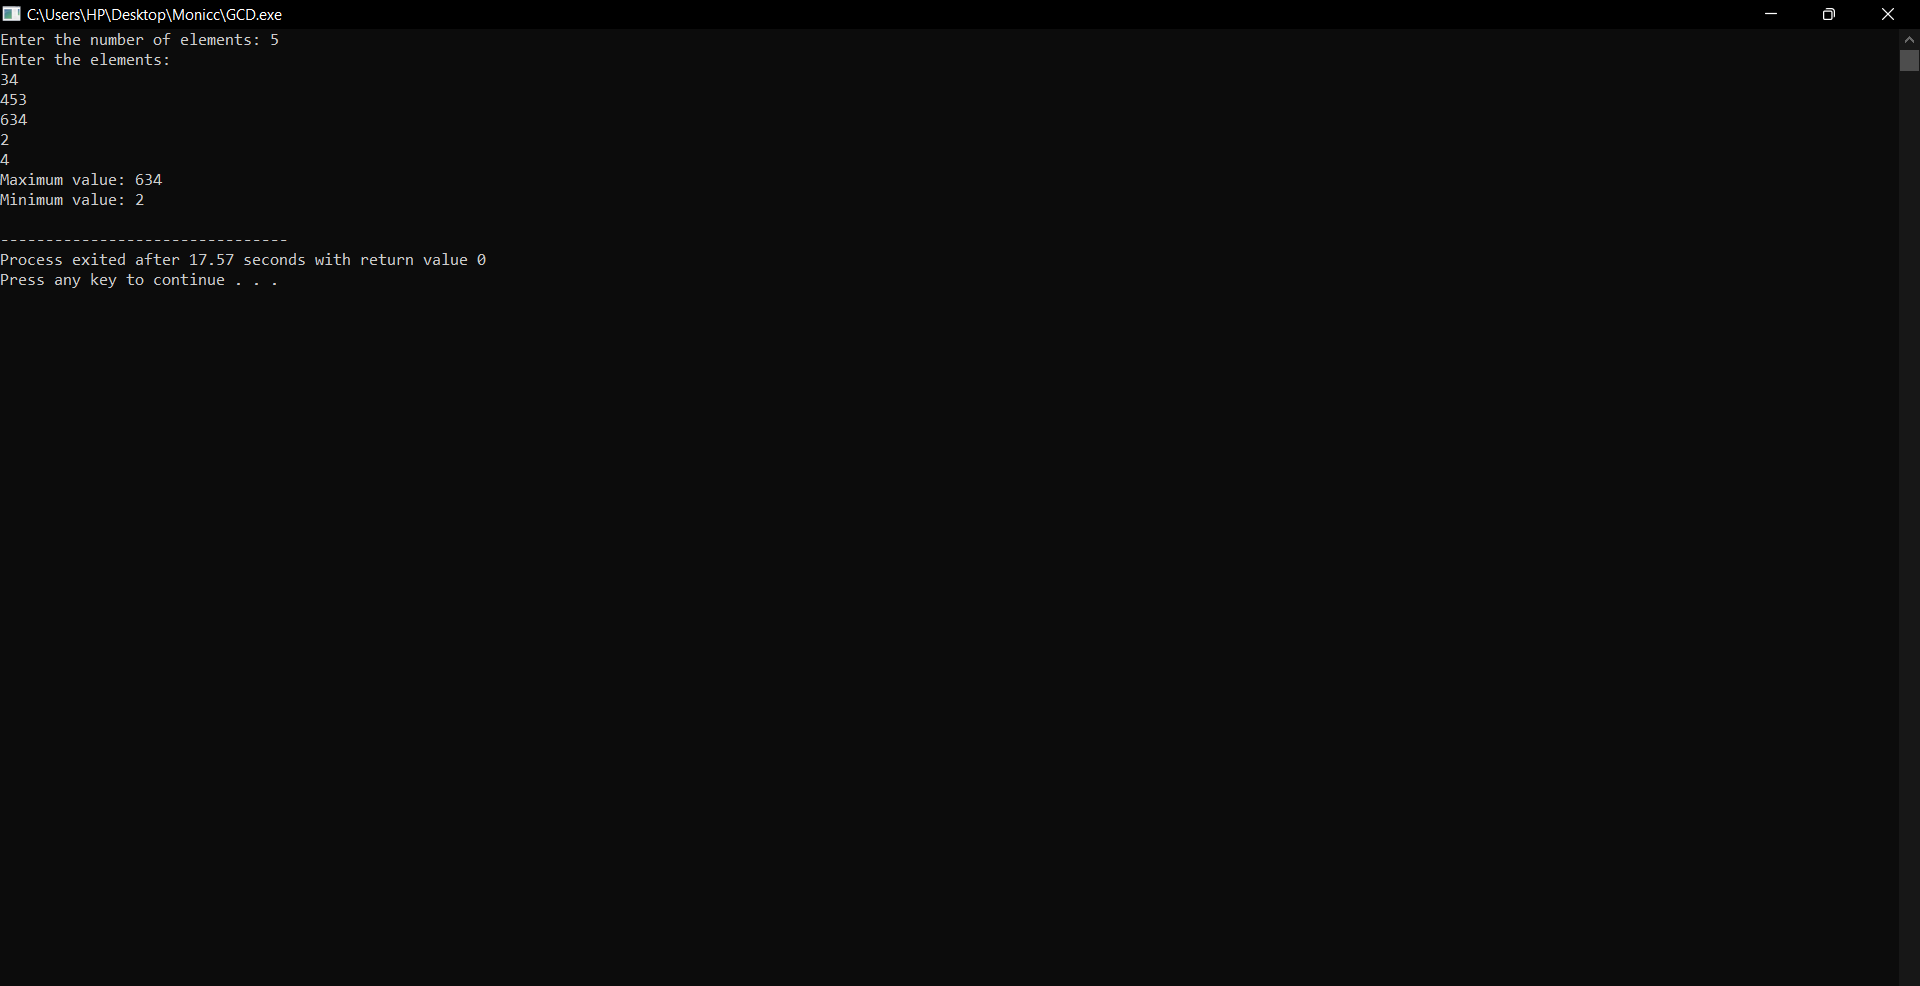 C:\Users\HP\Desktop\Monicc\GCD.exe
Enter the number of elements: 5
Enter the elements:
34
453
634
2
4
Maximum value: 634
Minimum value: 2
--------------------------------
Process exited after 17.57 seconds with return value 0
Press any key to continue . . .